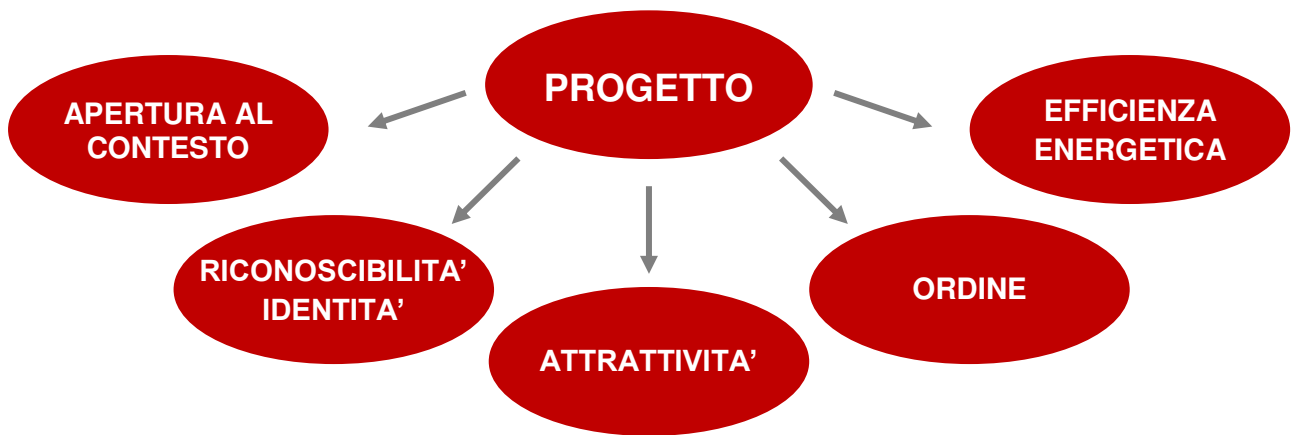 PROGETTO
APERTURA AL
CONTESTO
EFFICIENZA
ENERGETICA
RICONOSCIBILITA’
IDENTITA’
ORDINE
ATTRATTIVITA’